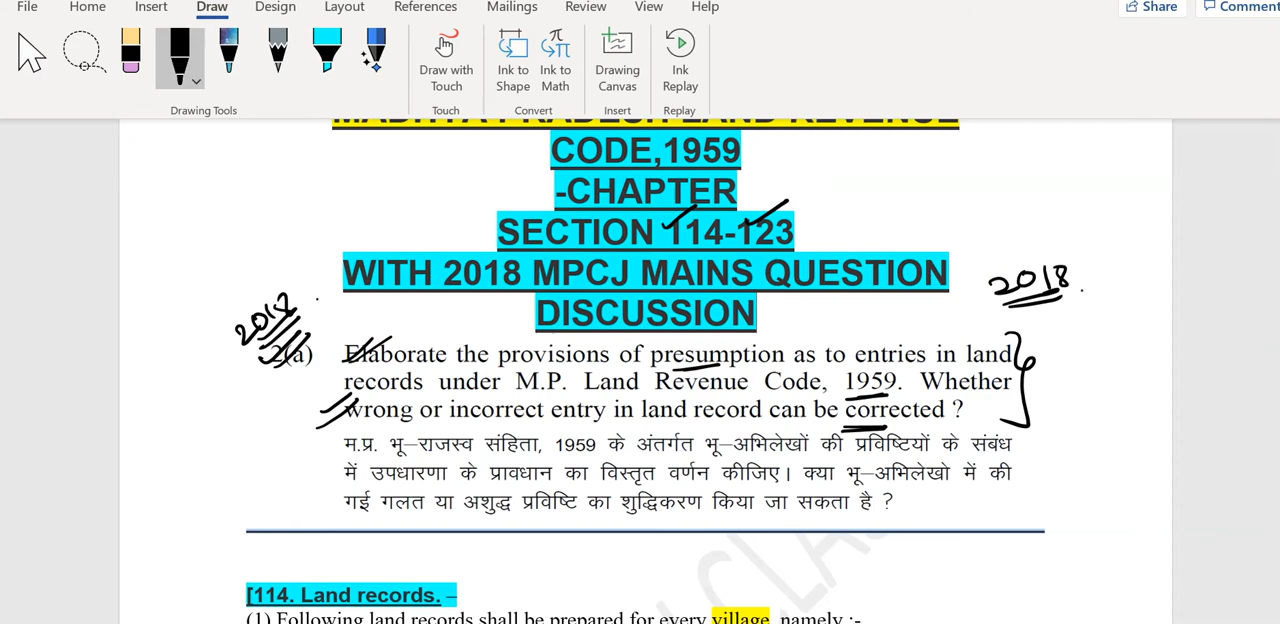 File Home Insert Draw Design Layout References Mailings Review View Help Share Comment
Draw with Touch
Ink to Shape
Ink to Math
Drawing Canvas
Ink Replay
Drawing Tools Touch Convert Insert Replay
MADHYA PRADESH LAND REVENUE
CODE,1959
-CHAPTER
SECTION 114-123
WITH 2018 MPCJ MAINS QUESTION
DISCUSSION
2018
2018
2(a) Elaborate the provisions of presumption as to entries in land
records under M.P. Land Revenue Code, 1959. Whether
wrong or incorrect entry in land record can be corrected ?
म.प्र. भू–राजस्व संहिता, 1959 के अंतर्गत भू–अभिलेखों की प्रविष्टियों के संबंध
में उपधारणा के प्रावधान का विस्तृत वर्णन कीजिए। क्या भू–अभिलेखो में की
गई गलत या अशुद्ध प्रविष्टि का शुद्धिकरण किया जा सकता है ?
[114. Land records. –
(1) Following land records shall be prepared for every village, namely :-